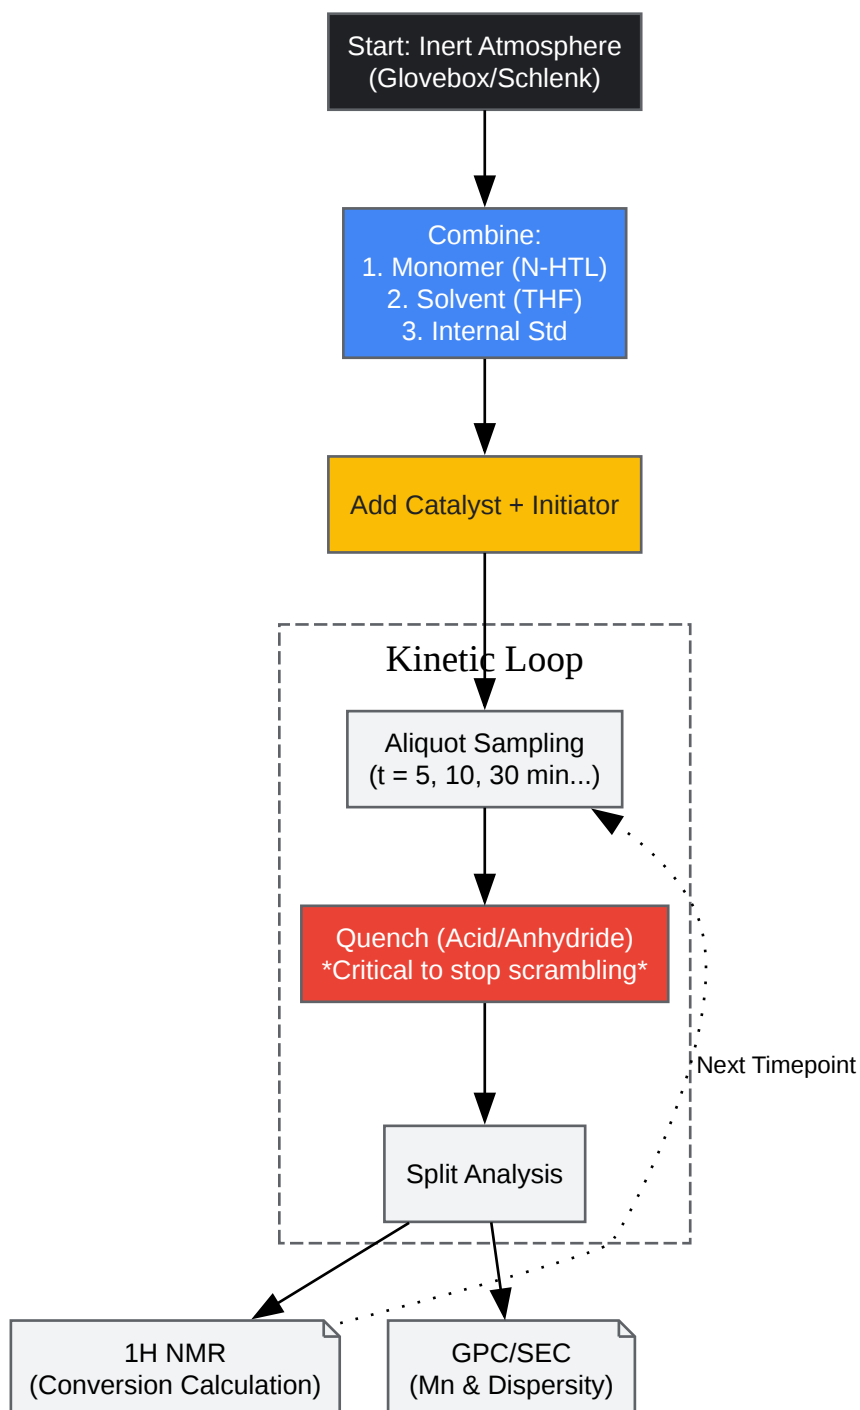 Start: Inert Atmosphere
(Glovebox/Schlenk)
Combine:
1. Monomer (N-HTL)
2. Solvent (THF)
3. Internal Std
Add Catalyst + Initiator
Kinetic Loop
Aliquot Sampling
(t = 5, 10, 30 min...)
Quench (Acid/Anhydride)
*Critical to stop scrambling*
Next Timepoint
Split Analysis
1H NMR
(Conversion Calculation)
GPC/SEC
(Mn & Dispersity)